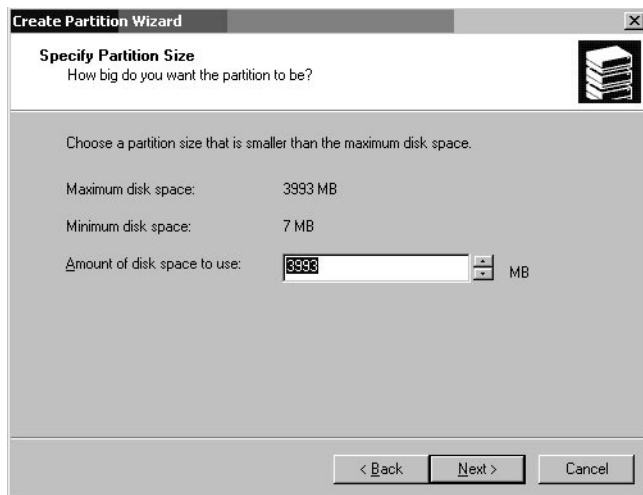 Create Partition Wizard
Specify Partition Size
How big do you want the partition to be?
Choose a partition size that is smaller than the maximum disk space.
Maximum disk space: 3993 MB
Minimum disk space: 7 MB
Amount of disk space to use: 3993 MB
< Back Next > Cancel